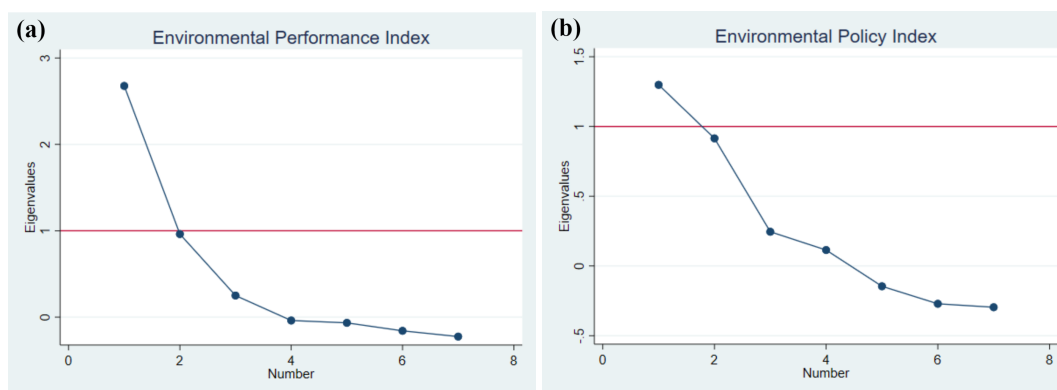 (a)
Environmental Performance Index
Eigenvalues
3
2
1
0
0 2 4 6 8
Number
(b)
Environmental Policy Index
Eigenvalues
1.5
1
.5
0
-.5
0 2 4 6 8
Number